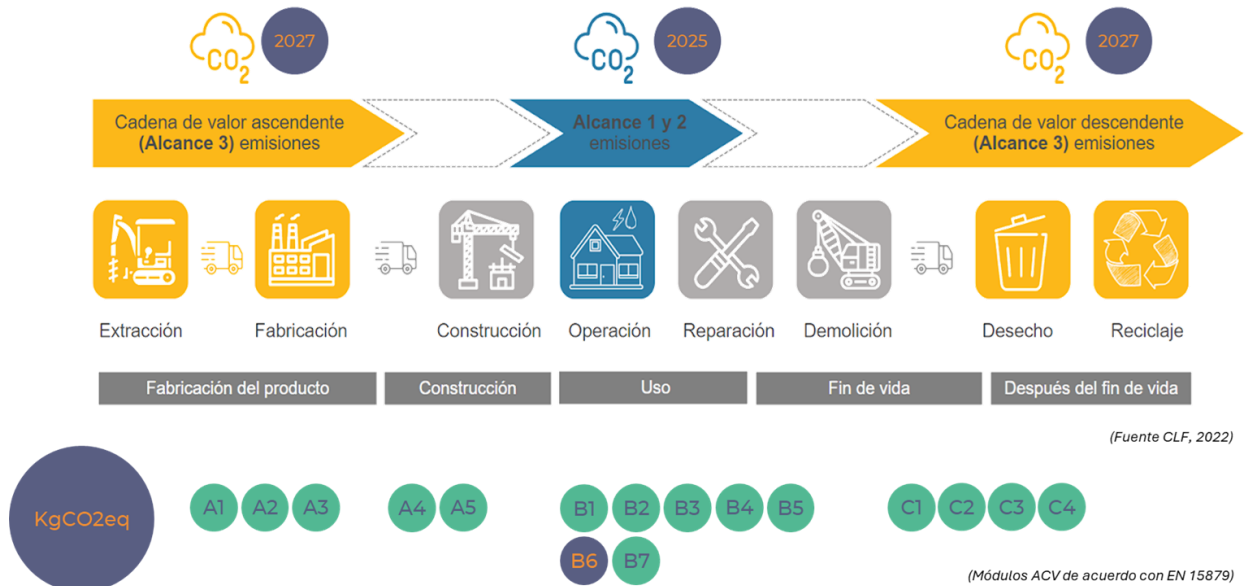 CO2
2027
CO2
2025
CO2
2027
Cadena de valor ascendente
(Alcance 3) emisiones
Alcance 1 y 2
emisiones
Cadena de valor descendente
(Alcance 3) emisiones
Extracción
Fabricación
Construcción
Operación
Reparación
Demolición
Desecho
Reciclaje
Fabricación del producto
Construcción
Uso
Fin de vida
Después del fin de vida
(Fuente CLF, 2022)
KgCO2eq
A1 A2 A3
A4 A5
B1 B2 B3 B4 B5
B6 B7
C1 C2 C3 C4
(Módulos ACV de acuerdo con EN 15879)